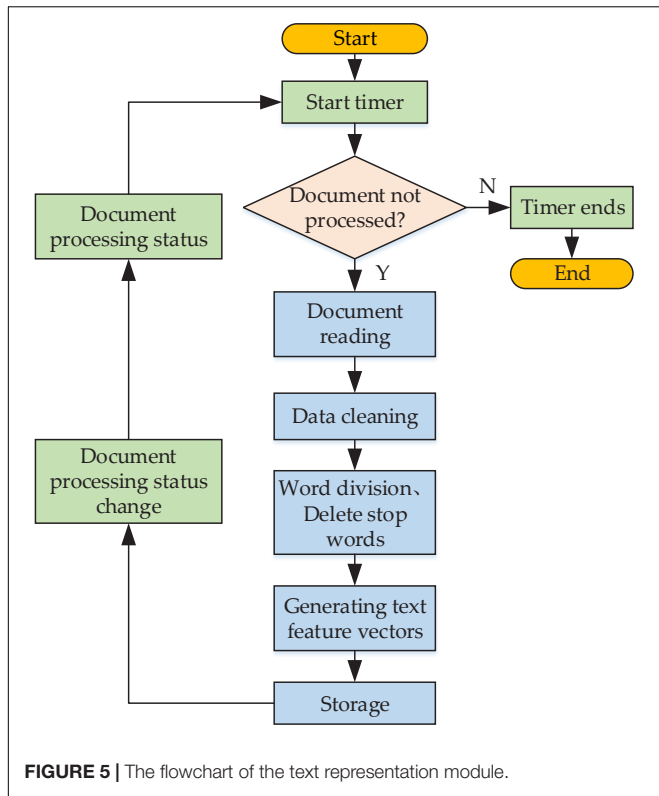 Start
Start timer
Document not
processed?
N
Timer ends
End
Y
Document
reading
Data cleaning
Word division、
Delete stop
words
Generating text
feature vectors
Storage
Document
processing status
change
Document
processing status
FIGURE 5 | The flowchart of the text representation module.